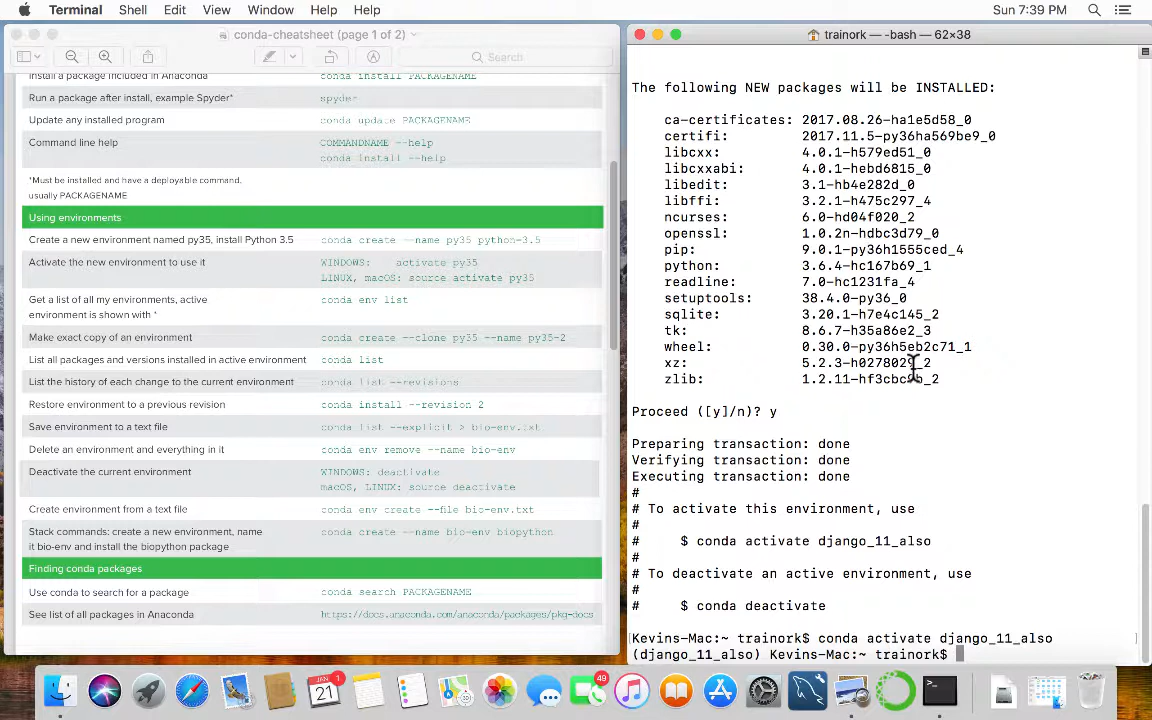 Terminal Shell Edit View Window Help Help Sun 7:39 PM
conda-cheatsheet (page 1 of 2)
Search
Install a package included in Anaconda conda install PACKAGENAME
Run a package after install, example Spyder* spyder
Update any installed program conda update PACKAGENAME
Command line help COMMANDNAME --help
conda install --help
*Must be installed and have a deployable command,
usually PACKAGENAME
Using environments
Create a new environment named py35, install Python 3.5 conda create --name py35 python=3.5
Activate the new environment to use it WINDOWS: activate py35
LINUX, macOS: source activate py35
Get a list of all my environments, active conda env list
environment is shown with *
Make exact copy of an environment conda create --clone py35 --name py35-2
List all packages and versions installed in active environment conda list
List the history of each change to the current environment conda list --revisions
Restore environment to a previous revision conda install --revision 2
Save environment to a text file conda list --explicit > bio-env.txt
Delete an environment and everything in it conda env remove --name bio-env
Deactivate the current environment WINDOWS: deactivate
macOS, LINUX: source deactivate
Create environment from a text file conda env create --file bio-env.txt
Stack commands: create a new environment, name conda create --name bio-env biopython
it bio-env and install the biopython package
Finding conda packages
Use conda to search for a package conda search PACKAGENAME
See list of all packages in Anaconda https://docs.anaconda.com/anaconda/packages/pkg-docs
trainork — -bash — 62×38
The following NEW packages will be INSTALLED:
ca-certificates: 2017.08.26-ha1e5d58_0
certifi: 2017.11.5-py36ha569be9_0
libcxx: 4.0.1-h579ed51_0
libcxxabi: 4.0.1-hebd6815_0
libedit: 3.1-hb4e282d_0
libffi: 3.2.1-h475c297_4
ncurses: 6.0-hd04f020_2
openssl: 1.0.2n-hdbc3d79_0
pip: 9.0.1-py36h1555ced_4
python: 3.6.4-hc167b69_1
readline: 7.0-hc1231fa_4
setuptools: 38.4.0-py36_0
sqlite: 3.20.1-h7e4c145_2
tk: 8.6.7-h35a86e2_3
wheel: 0.30.0-py36h5eb2c71_1
xz:
zlib:
Proceed ([y]/n)? y
Preparing transaction: done
Verifying transaction: done
Executing transaction: done
#
# To activate this environment, use
#
# $ conda activate django_11_also
#
# To deactivate an active environment, use
#
# $ conda deactivate
Kevins-Mac:~ trainork$ conda activate django_11_also
(django_11_also) Kevins-Mac:~ trainork$
JAN 1
21
49